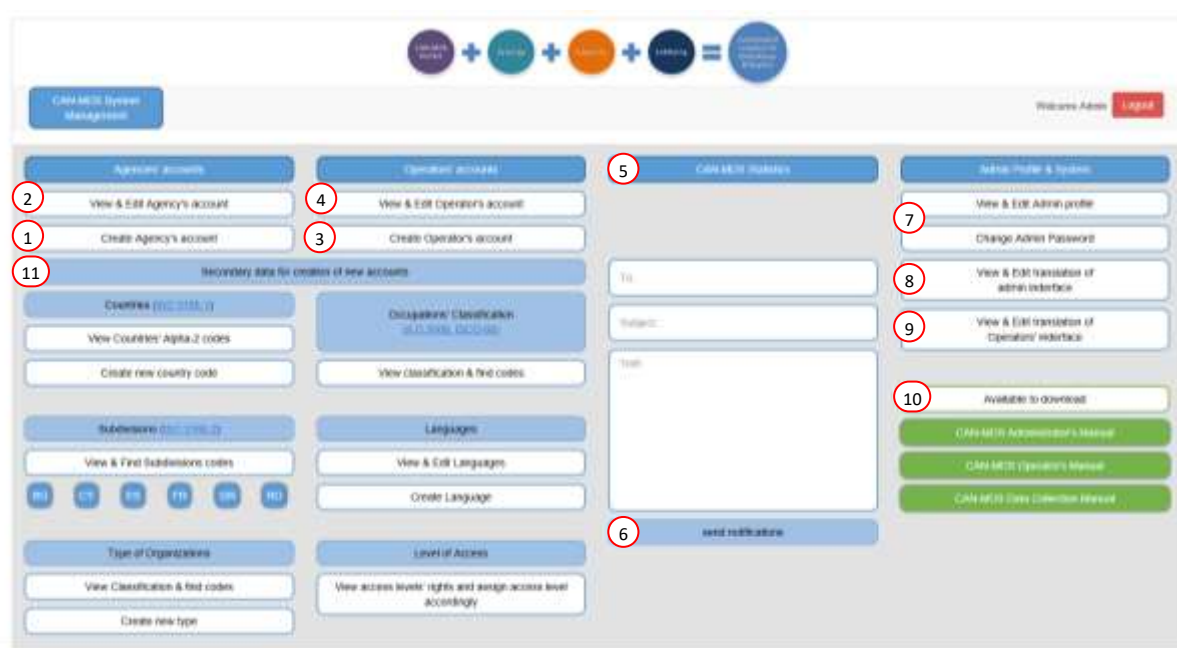 + + + =
CAN-MDS System
Management
Welcome Admin Logout
Agencies' accounts
Operators' accounts
5 CAN-MDS Statistics
Admin Profile & System
2 View & Edit Agency's account
4 View & Edit Operator's account
View & Edit Admin profile
7
1 Create Agency's account
3 Create Operator's account
Change Admin Password
11 Secondary data for creation of new accounts
To:
8 View & Edit translation of
admin interface
Countries
Occupations' Classification
Subject:
9 View & Edit translation of
Operators' interface
View Countries' Alpha-2 codes
Create new country code
View classification & find codes
Text:
10 Available to download
Subdivisions
Languages
CAN-MDS Administrator's Manual
View & Find Subdivisions codes
View & Edit Languages
CAN-MDS Operator's Manual
BG CY ES FR GR RO
Create Language
CAN-MDS Data Collection Manual
6 send notifications
Type of Organizations
Level of Access
View Classification & find codes
View access levels' rights and assign access level
accordingly
Create new type